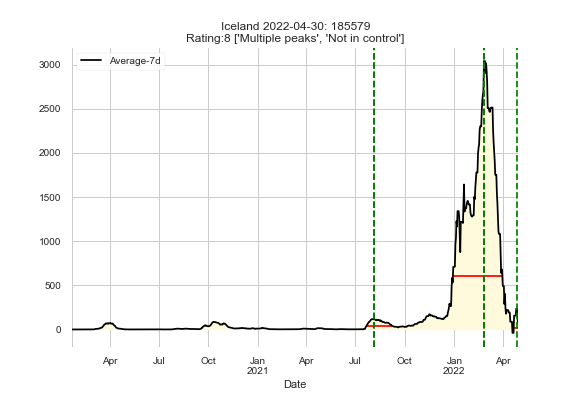 Iceland 2022-04-30: 185579
Rating:8 ['Multiple peaks', 'Not in control']
Average-7d
3000
2500
2000
1500
1000
500
0
Apr Jul Oct Jan Apr Jul Oct Jan Apr
2021 2022
Date